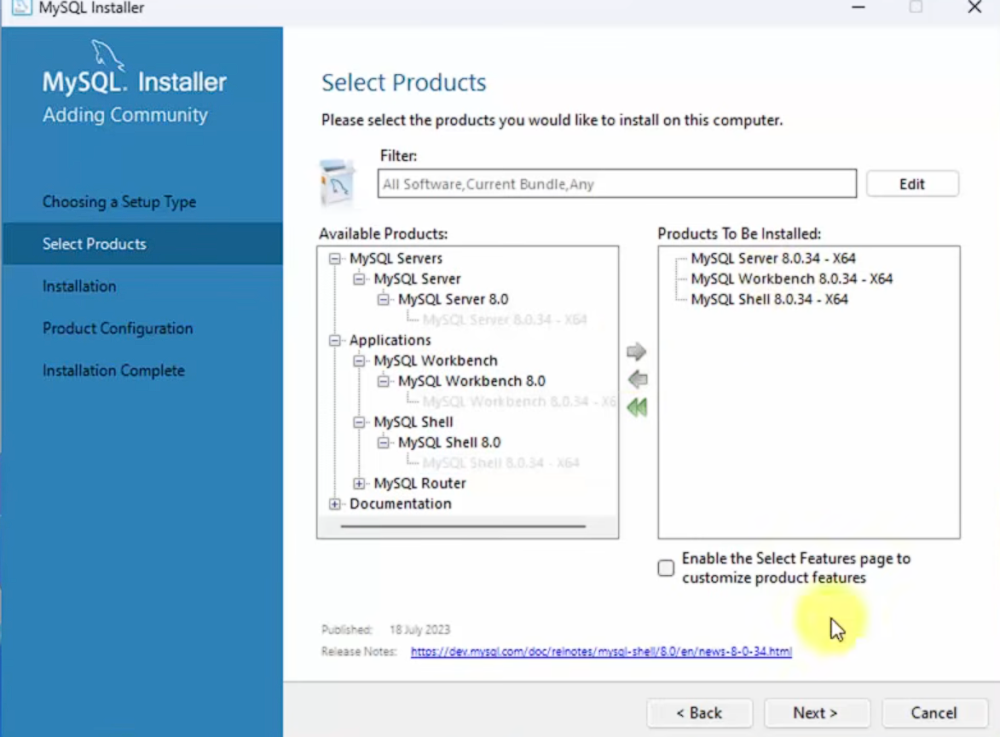 MySQL Installer
MySQL. Installer
Adding Community
Choosing a Setup Type
Select Products
Installation
Product Configuration
Installation Complete
Select Products
Please select the products you would like to install on this computer.
Filter:
All Software,Current Bundle,Any
Edit
Available Products:
MySQL Servers
MySQL Server
MySQL Server 8.0
MySQL Server 8.0.34 - X64
Applications
MySQL Workbench
MySQL Workbench 8.0
MySQL Workbench 8.0.34 - X6
MySQL Shell
MySQL Shell 8.0
MySQL Shell 8.0.34 - X64
MySQL Router
Documentation
Products To Be Installed:
MySQL Server 8.0.34 - X64
MySQL Workbench 8.0.34 - X64
MySQL Shell 8.0.34 - X64
Enable the Select Features page to
customize product features
Published: 18 July 2023
Release Notes: https://dev.mysql.com/doc/relnotes/mysql-shell/8.0/en/news-8-0-34.html
< Back
Next >
Cancel